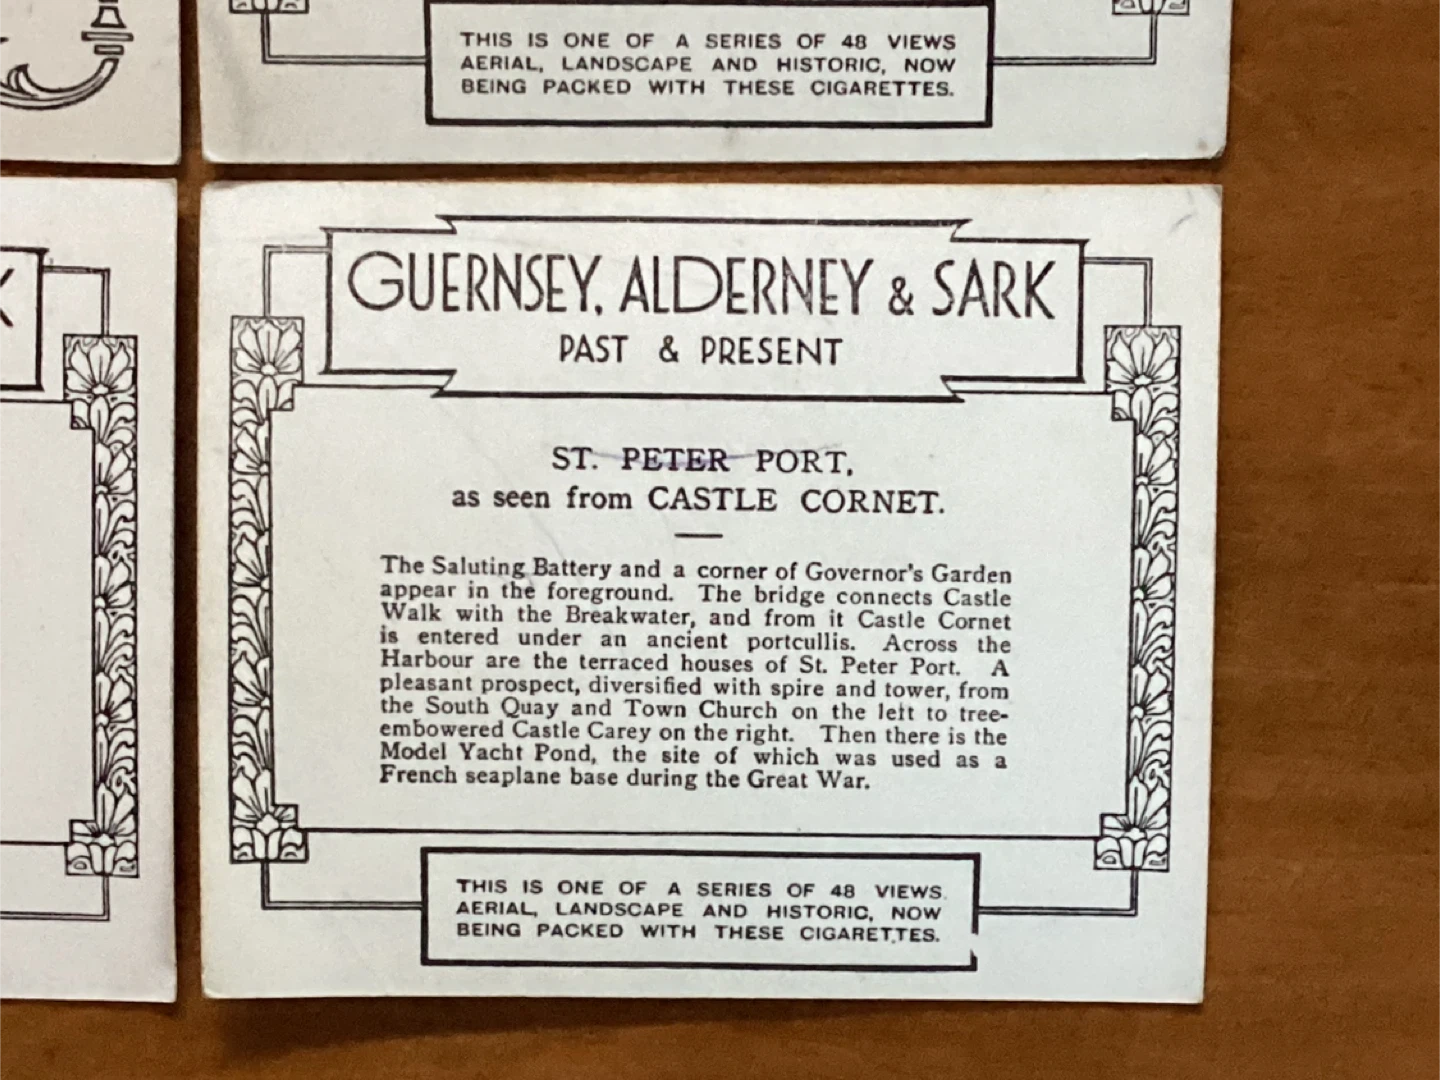 THIS IS ONE OF A SERIES OF 48 VIEWS
AERIAL, LANDSCAPE AND HISTORIC, NOW
BEING PACKED WITH THESE CIGARETTES.
K
GUERNSEY, ALDERNEY & SARK
PAST & PRESENT
ST. PETER PORT,
as seen from CASTLE CORNET.
The Saluting Battery and a corner of Governor's Garden
appear in the foreground. The bridge connects Castle
Walk with the Breakwater, and from it Castle Cornet
is entered under an ancient portcullis. Across the
Harbour are the terraced houses of St. Peter Port. A
pleasant prospect, diversified with spire and tower, from
the South Quay and Town Church on the left to tree-
embowered Castle Carey on the right. Then there is the
Model Yacht Pond, the site of which was used as a
French seaplane base during the Great War.
THIS IS ONE OF A SERIES OF 48 VIEWS
AERIAL, LANDSCAPE AND HISTORIC, NOW
BEING PACKED WITH THESE CIGARETTES.